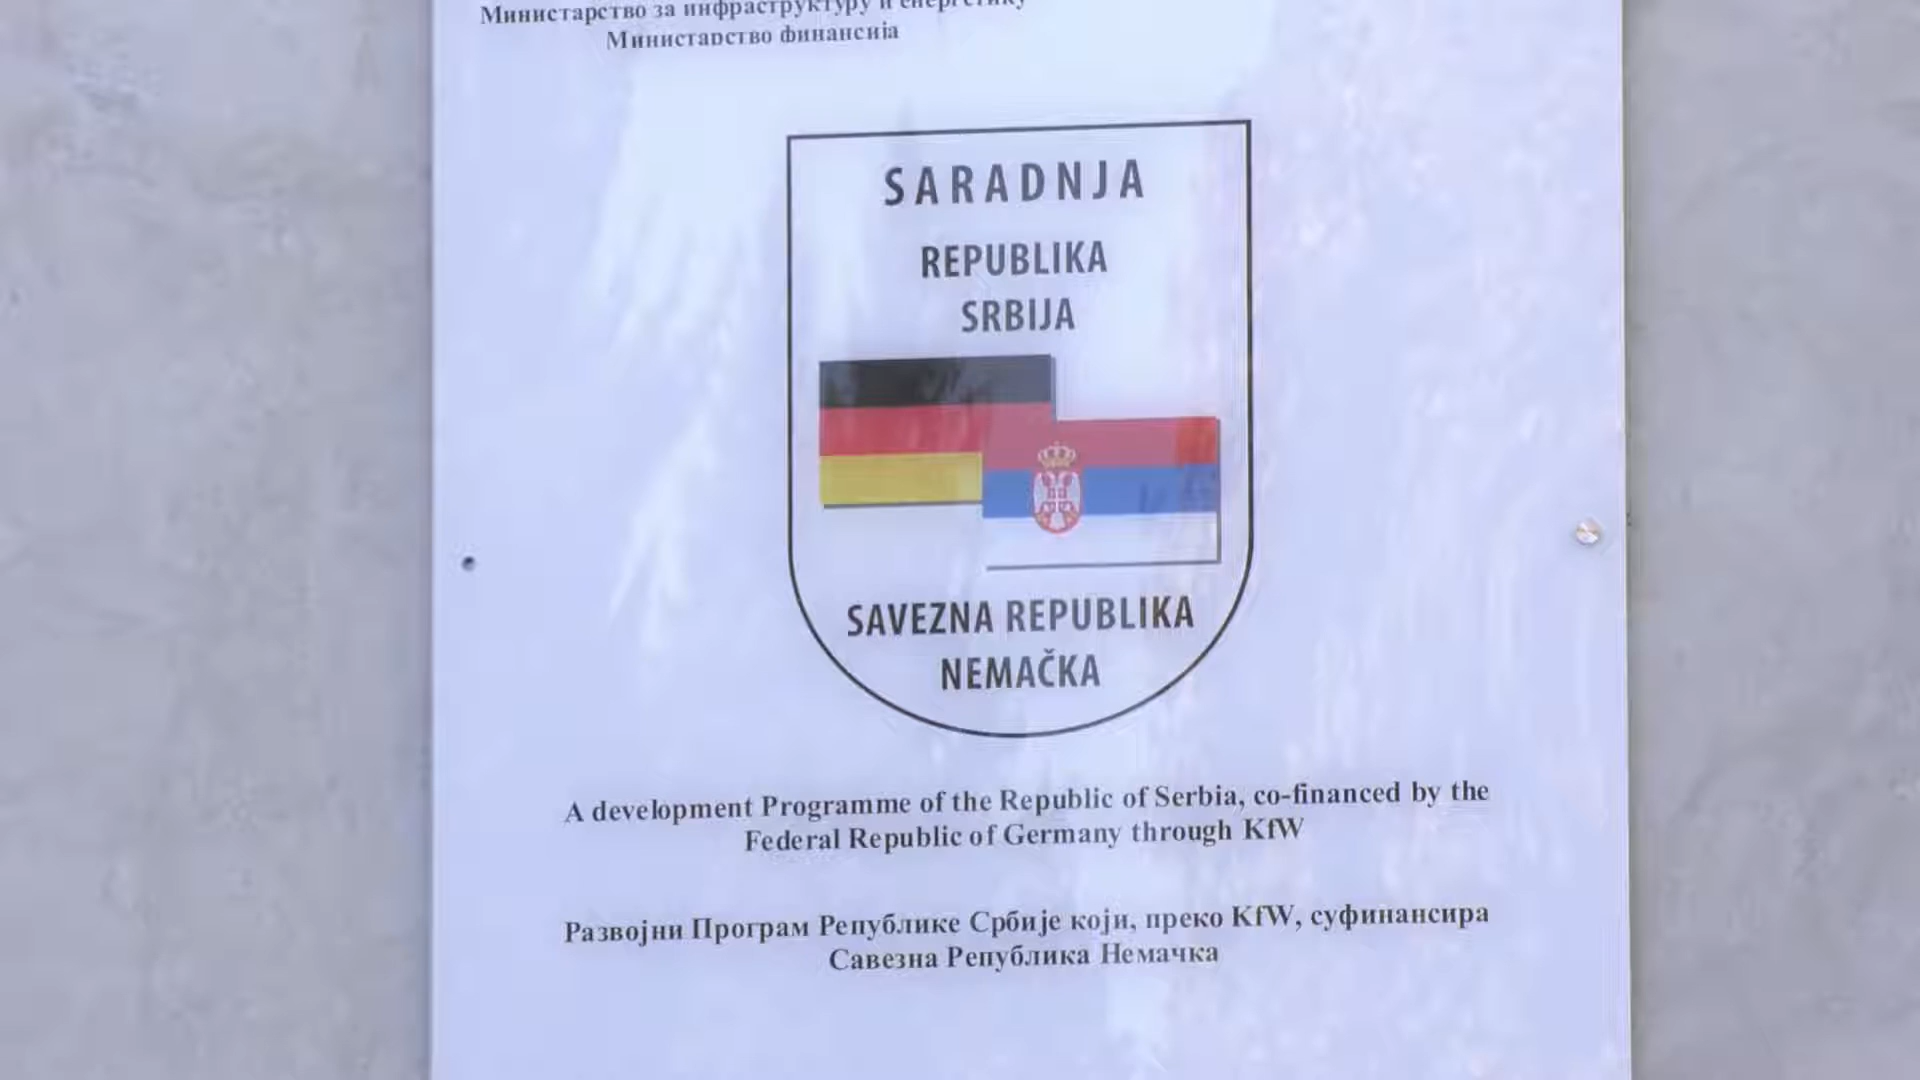 Министарство за инфраструктуру и енергетику
Министарство финансија
SARADNJA
REPUBLIKA
SRBIJA
SAVEZNA REPUBLIKA
NEMAČKA
A development Programme of the Republic of Serbia, co-financed by the
Federal Republic of Germany through KfW
Развојни Програм Републике Србије који, преко KfW, суфинансира
Савезна Република Немачка